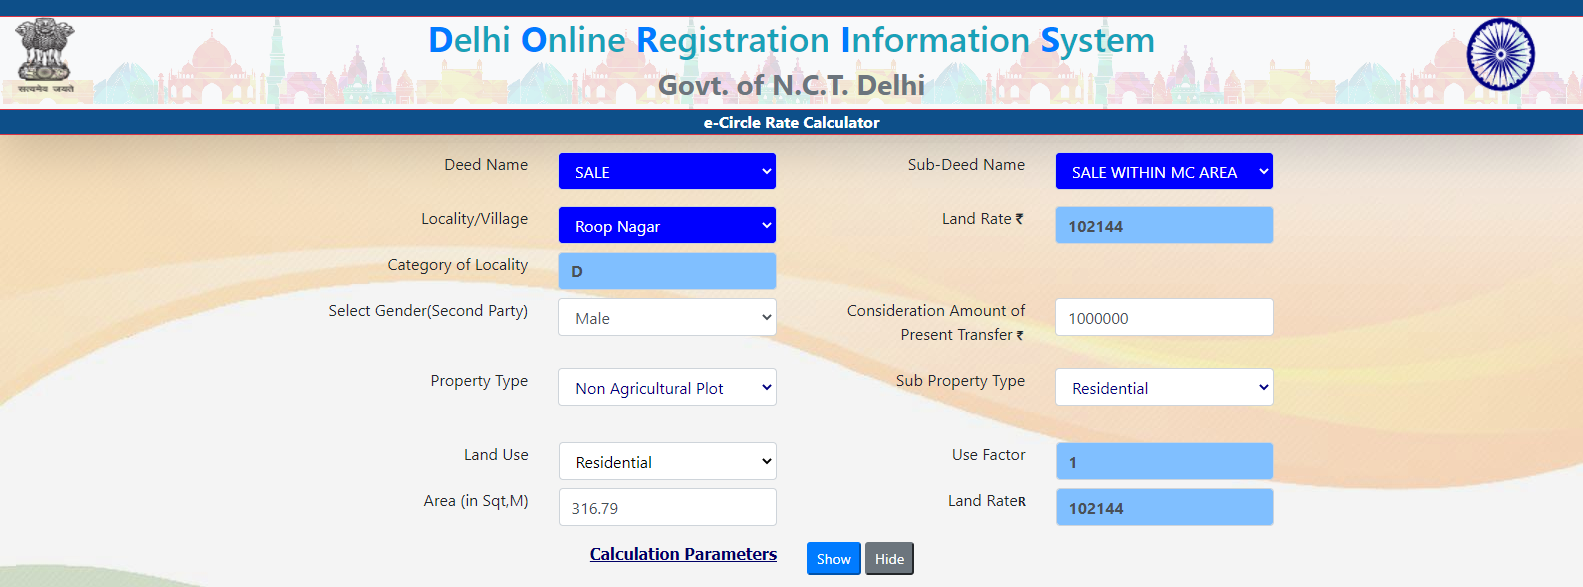 Delhi Online Registration Information System
सत्यमेव जयते
Govt. of N.C.T. Delhi
e-Circle Rate Calculator
Deed Name SALE Sub-Deed Name SALE WITHIN MC AREA
Locality/Village Roop Nagar Land Rate ₹ 102144
Category of Locality D
Select Gender(Second Party) Male Consideration Amount of
Present Transfer ₹ 1000000
Property Type Non Agricultural Plot Sub Property Type Residential
Land Use Residential Use Factor 1
Area (in Sqt,M) 316.79 Land RateR 102144
Calculation Parameters Show Hide